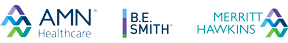 AMN
Healthcare
B.E.
SMITH
MERRITT
HAWKINS